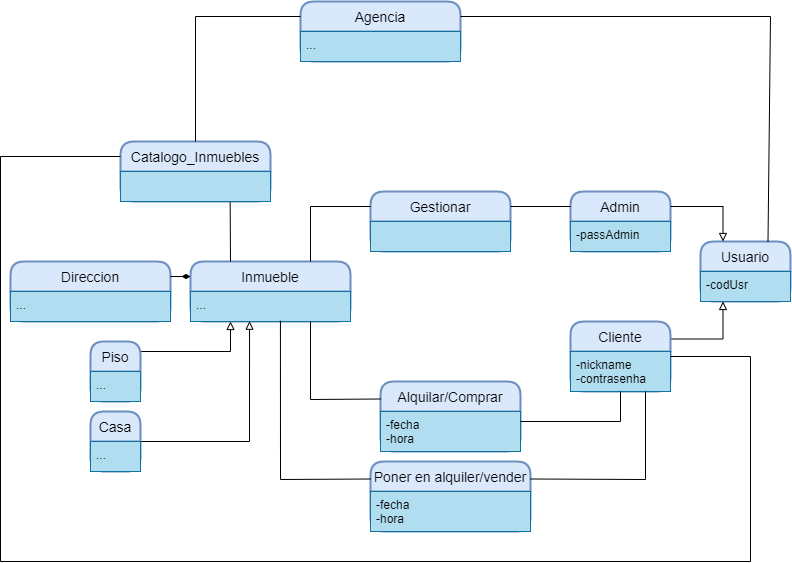 Agencia
...
Catalogo_Inmuebles
Gestionar
Admin
-passAdmin
Usuario
-codUsr
Direccion
...
Inmueble
...
Piso
...
Casa
...
Cliente
-nickname
-contrasenha
Alquilar/Comprar
-fecha
-hora
Poner en alquiler/vender
-fecha
-hora